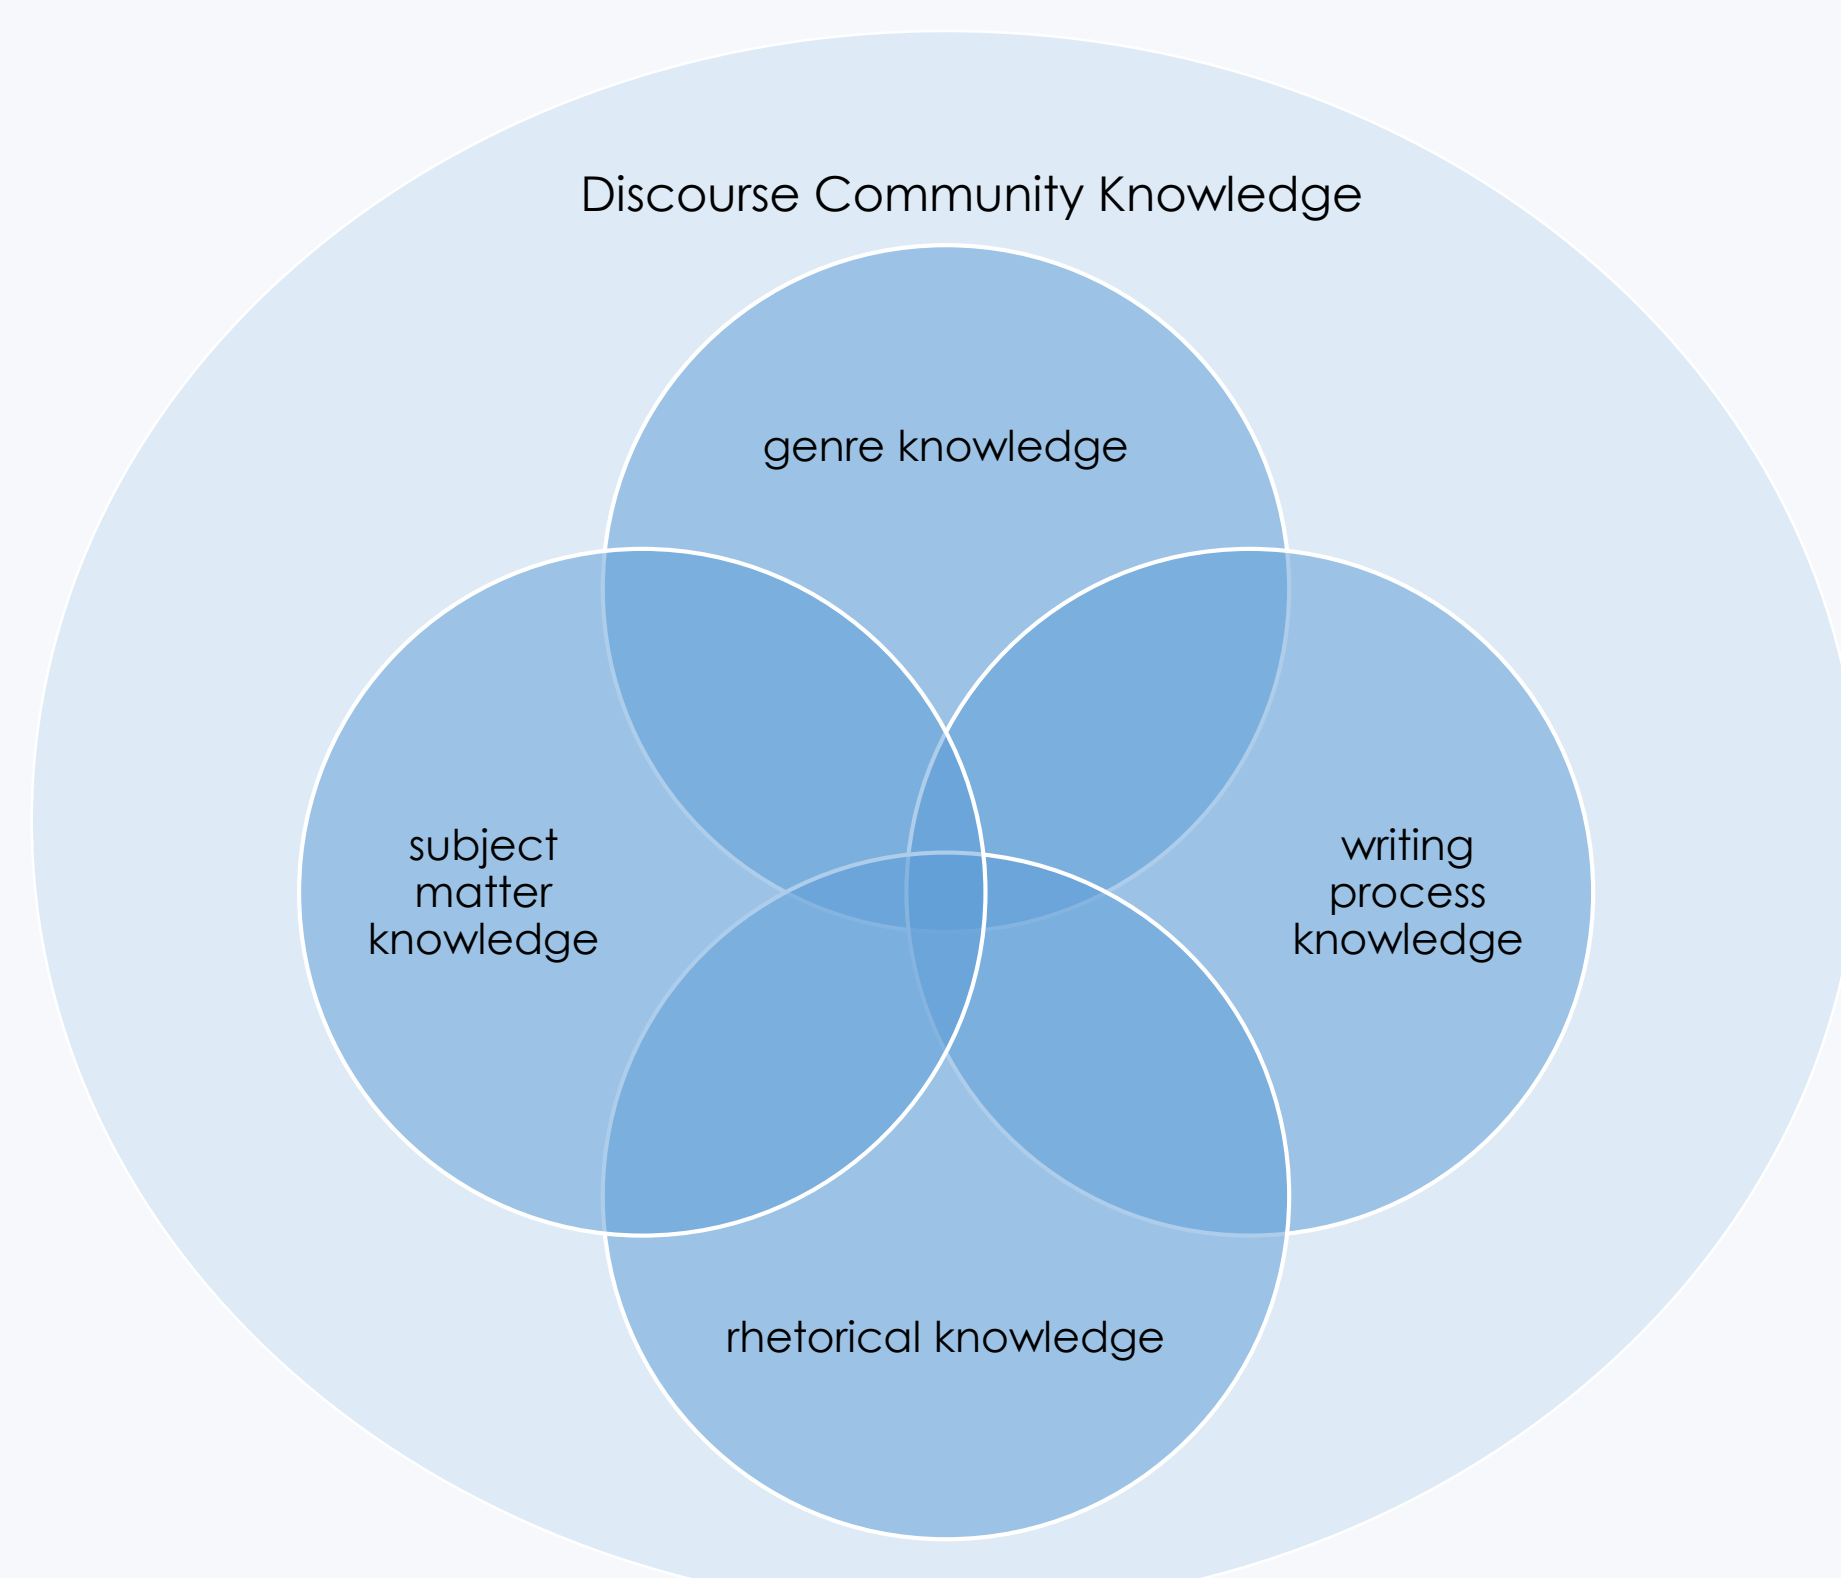 Discourse Community Knowledge
genre knowledge
subject
matter
knowledge
writing
process
knowledge
rhetorical knowledge